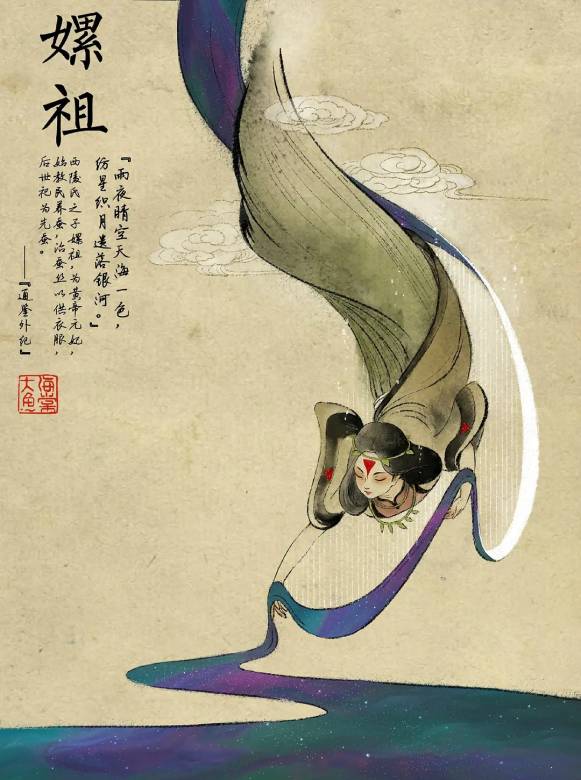 嫘祖
『雨夜晴空天海一色，
纺星织月遗落银河。』
西陵氏之子嫘祖，为黄帝元妃，
始教民养蚕，治蚕丝以供衣服，
后世祀为先蚕。
——『通鉴外纪』
大鱼海棠